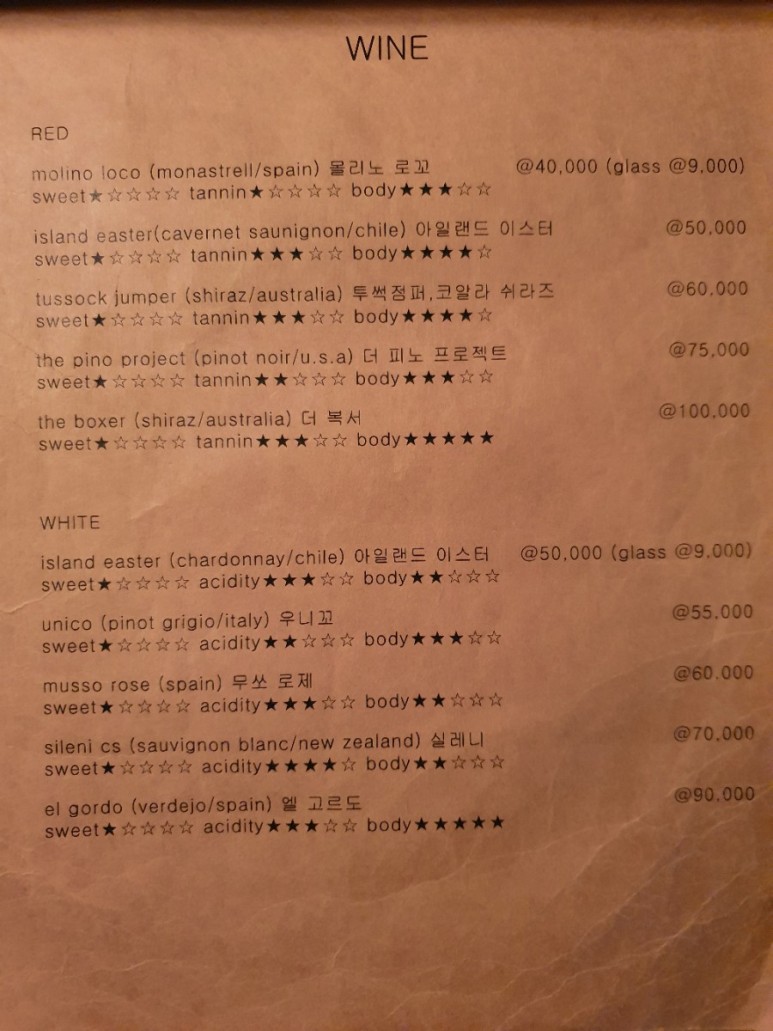 WINE
RED
molino loco (monastrell/spain) 몰리노 로꼬 @40,000 (glass @9,000)
sweet★☆☆☆☆ tannin★☆☆☆☆ body★★★☆☆
island easter(cavernet saunignon/chile) 아일랜드 이스터 @50,000
sweet★☆☆☆☆ tannin★★★☆☆ body★★★★☆
tussock jumper (shiraz/australia) 투썩점퍼,코알라 쉬라즈 @60,000
sweet★☆☆☆☆ tannin★★★☆☆ body★★★★☆
the pino project (pinot noir/u.s.a) 더 피노 프로젝트 @75,000
sweet★☆☆☆☆ tannin★★☆☆☆ body★★★☆☆
the boxer (shiraz/australia) 더 복서 @100,000
sweet★☆☆☆☆ tannin★★★☆☆ body★★★★★
WHITE
island easter (chardonnay/chile) 아일랜드 이스터 @50,000 (glass @9,000)
sweet★☆☆☆☆ acidity★★★☆☆ body★★☆☆☆
unico (pinot grigio/italy) 우니꼬 @55,000
sweet★☆☆☆☆ acidity★★☆☆☆ body★★★☆☆
musso rose (spain) 무쏘 로제 @60,000
sweet★☆☆☆☆ acidity★★★☆☆ body★★☆☆☆
sileni cs (sauvignon blanc/new zealand) 실레니 @70,000
sweet★☆☆☆☆ acidity★★★★☆ body★★☆☆☆
el gordo (verdejo/spain) 엘 고르도 @90,000
sweet★☆☆☆☆ acidity★★★☆☆ body★★★★★